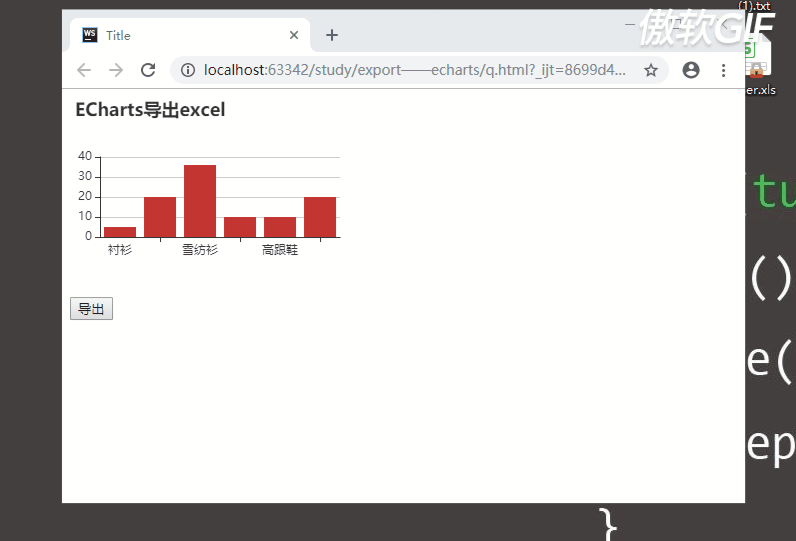 (1).txt
傲软GIF
WS Title
localhost:63342/study/export——echarts/q.html?_ijt=8699d4...
er.xls
ECharts导出excel
40
30
20
10
0
衬衫 雪纺衫 高跟鞋
导出
tu
()
e(
ep
}